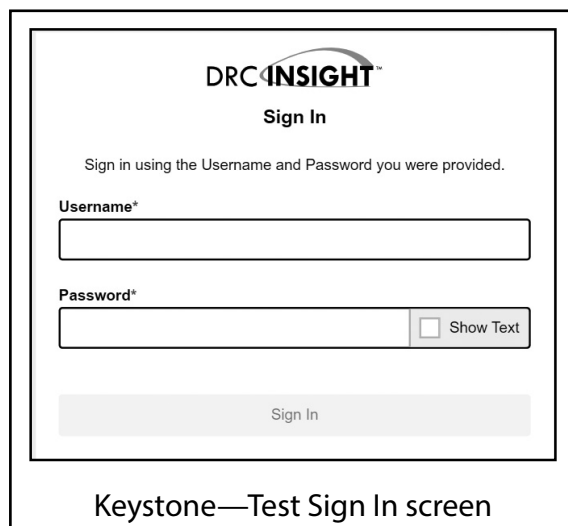 DRC INSIGHT™
Sign In
Sign in using the Username and Password you were provided.
Username*
Password*
Show Text
Sign In
Keystone—Test Sign In screen